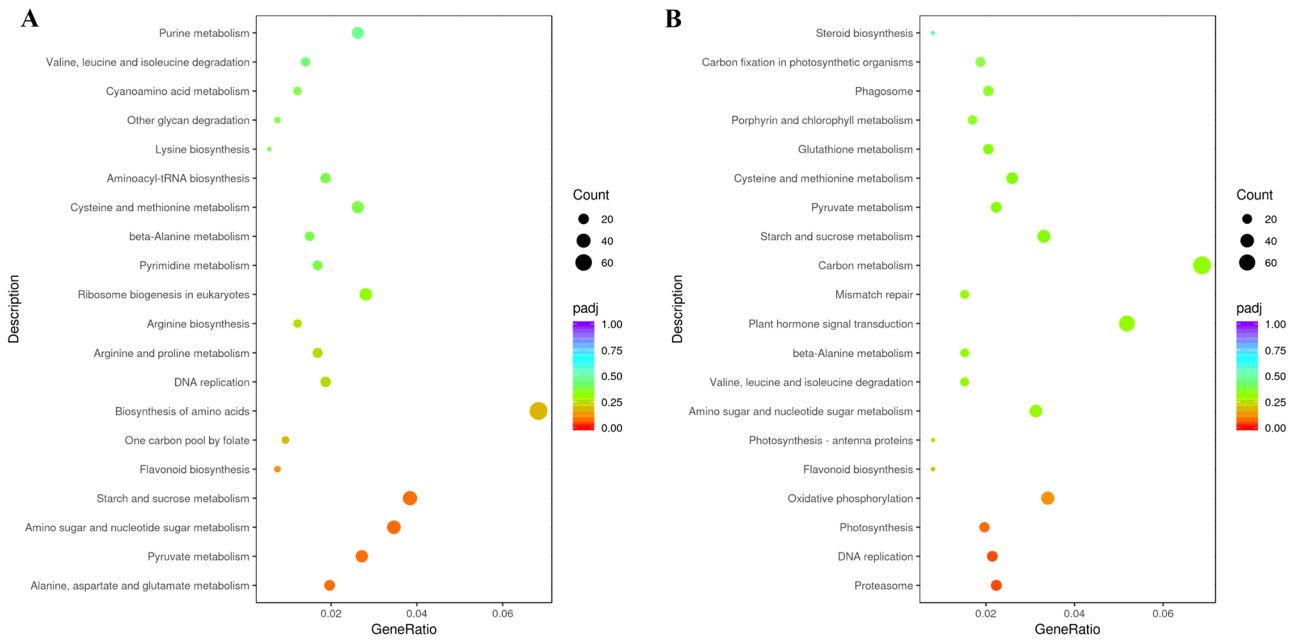 A
Description
Purine metabolism
Valine, leucine and isoleucine degradation
Cyanoamino acid metabolism
Other glycan degradation
Lysine biosynthesis
Aminoacyl-tRNA biosynthesis
Cysteine and methionine metabolism
beta-Alanine metabolism
Pyrimidine metabolism
Ribosome biogenesis in eukaryotes
Arginine biosynthesis
Arginine and proline metabolism
DNA replication
Biosynthesis of amino acids
One carbon pool by folate
Flavonoid biosynthesis
Starch and sucrose metabolism
Amino sugar and nucleotide sugar metabolism
Pyruvate metabolism
Alanine, aspartate and glutamate metabolism
0.02 0.04 0.06
GeneRatio
Count
20
40
60
padj
1.00
0.75
0.50
0.25
0.00
B
Description
Steroid biosynthesis
Carbon fixation in photosynthetic organisms
Phagosome
Porphyrin and chlorophyll metabolism
Glutathione metabolism
Cysteine and methionine metabolism
Pyruvate metabolism
Starch and sucrose metabolism
Carbon metabolism
Mismatch repair
Plant hormone signal transduction
beta-Alanine metabolism
Valine, leucine and isoleucine degradation
Amino sugar and nucleotide sugar metabolism
Photosynthesis - antenna proteins
Flavonoid biosynthesis
Oxidative phosphorylation
Photosynthesis
DNA replication
Proteasome
0.02 0.04 0.06
GeneRatio
Count
20
40
60
padj
1.00
0.75
0.50
0.25
0.00